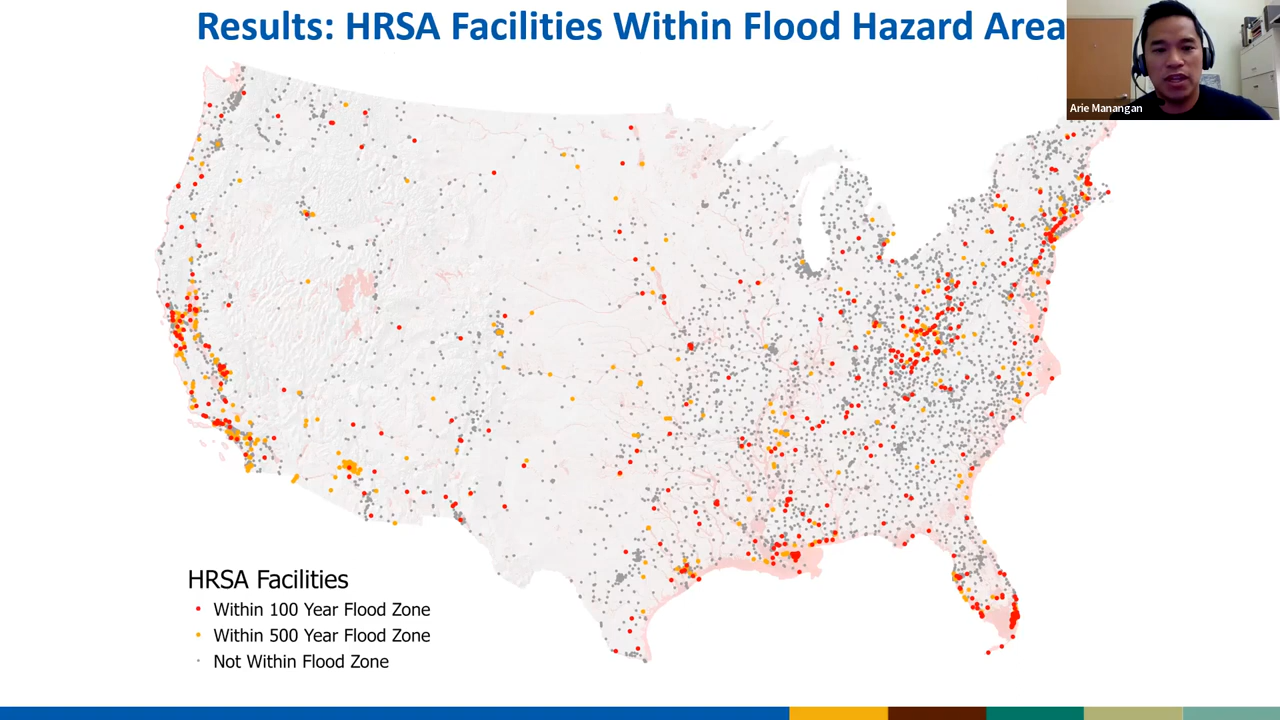 Results: HRSA Facilities Within Flood Hazard Area
Arie Manangan
HRSA Facilities
Within 100 Year Flood Zone
Within 500 Year Flood Zone
Not Within Flood Zone